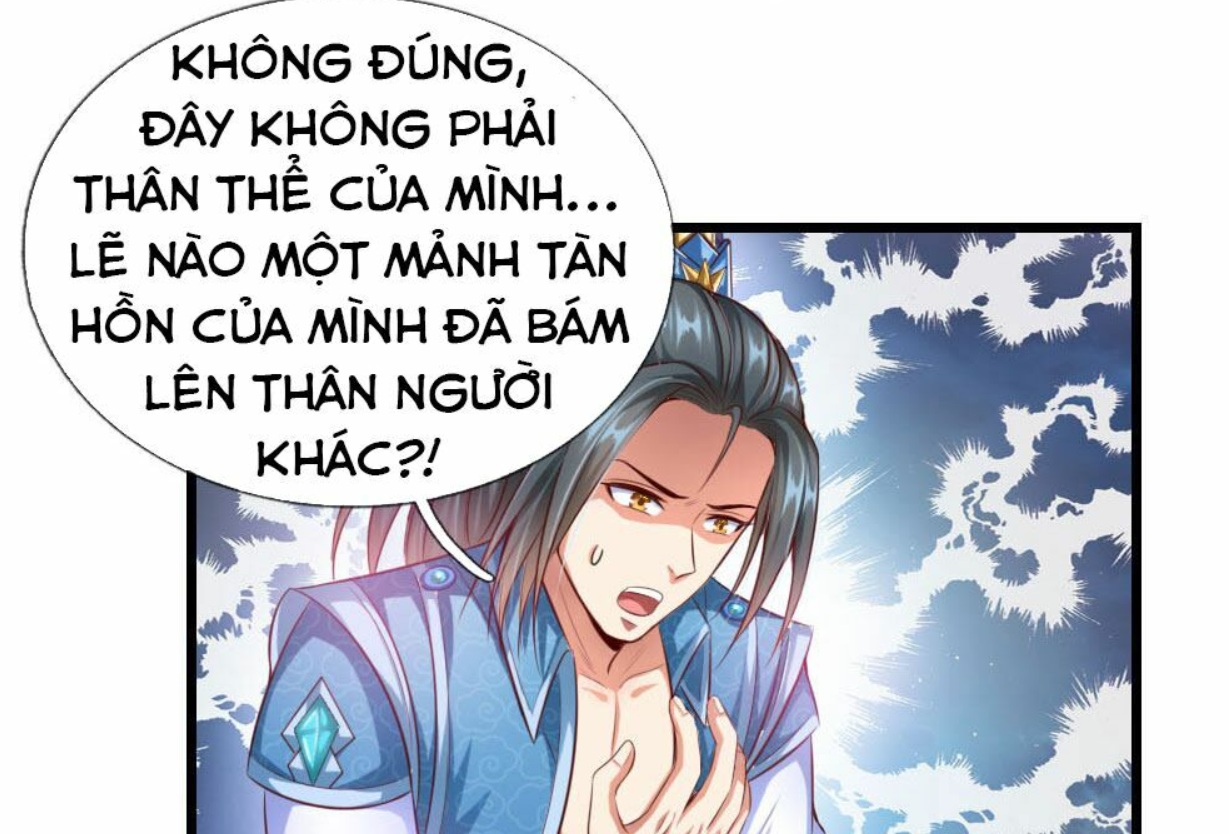 KHÔNG ĐÚNG,
ĐÂY KHÔNG PHẢI
THÂN THỂ CỦA MÌNH...
LẼ NÀO MỘT MẢNH TÀN
HỒN CỦA MÌNH ĐÃ BÁM
LÊN THÂN NGƯỜI
KHÁC?!